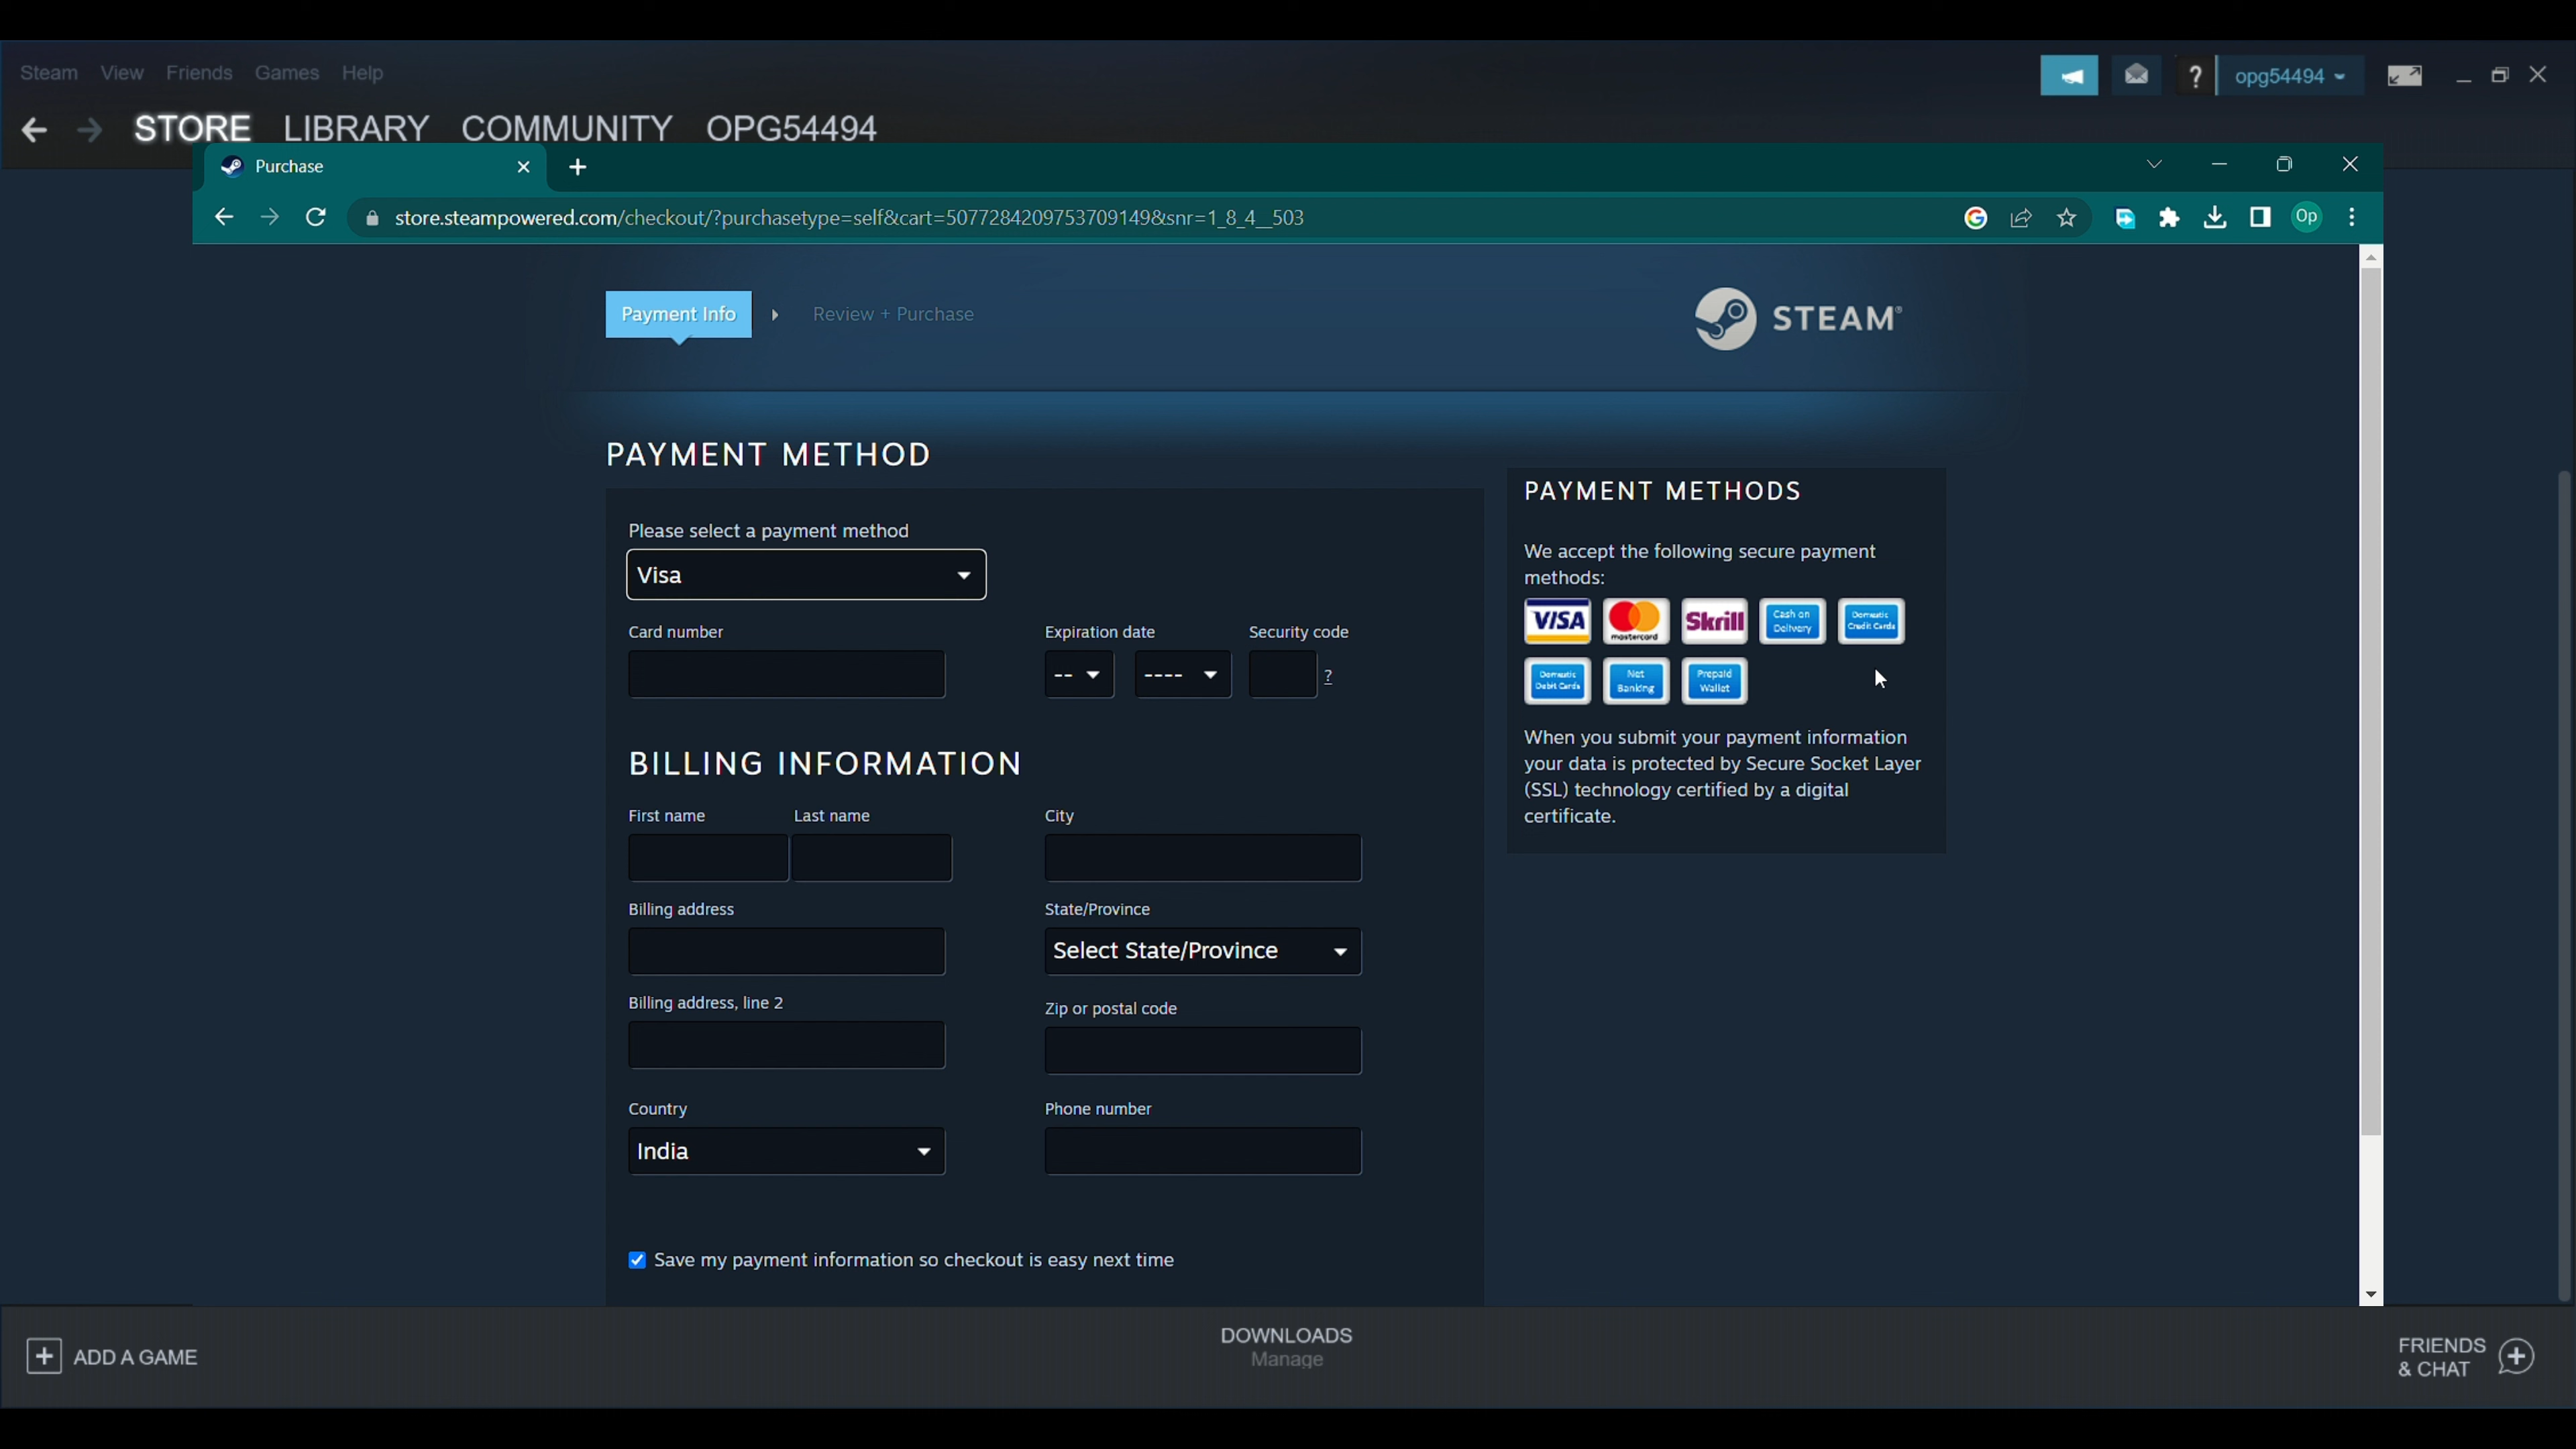 Steam View Friends Games Help
? opg54494
STORE LIBRARY COMMUNITY OPG54494
Purchase
store.steampowered.com/checkout/?purchasetype=self&cart=5077284209753709149&snr=1_8_4__503
Op
Payment Info Review + Purchase
STEAM®
PAYMENT METHOD
Please select a payment method
Visa
Card number Expiration date Security code
-- ---- ?
BILLING INFORMATION
First name Last name City
Billing address State/Province
Select State/Province
Billing address, line 2 Zip or postal code
Country Phone number
India
Save my payment information so checkout is easy next time
PAYMENT METHODS
We accept the following secure payment
methods:
VISA mastercard Skrill Cash on Delivery Domestic Credit Cards
Domestic Debit Cards Net Banking Prepaid Wallet
When you submit your payment information
your data is protected by Secure Socket Layer
(SSL) technology certified by a digital
certificate.
ADD A GAME
DOWNLOADS
Manage
FRIENDS
& CHAT